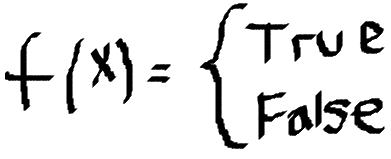 f(x) = { True
False